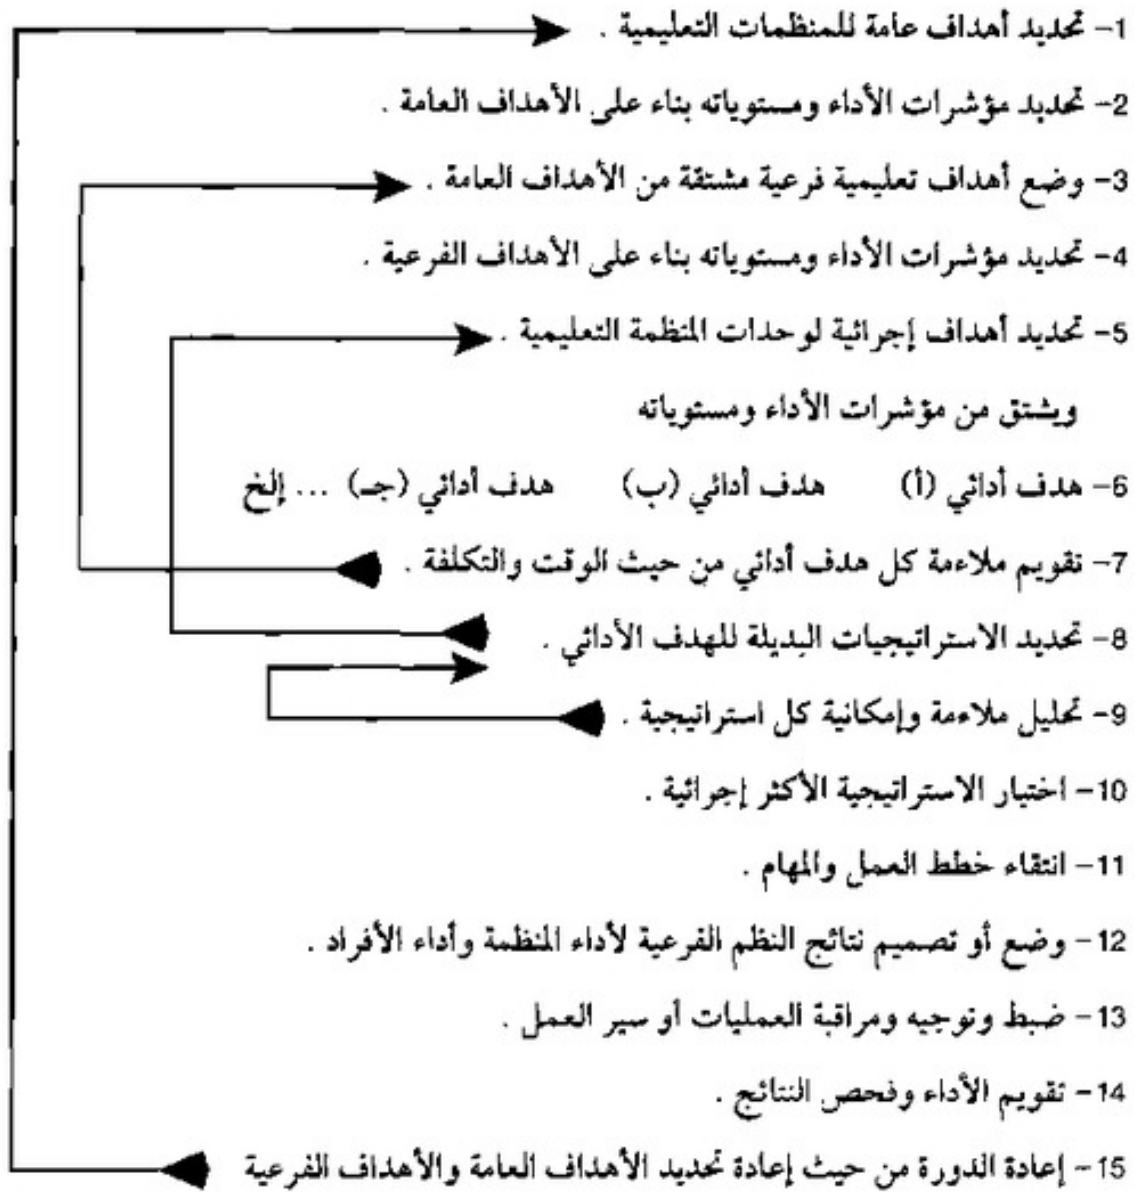 1- تحديد أهداف عامة للمنظمات التعليمية .
2- تحديد مؤشرات الأداء ومستوياته بناء على الأهداف العامة .
3- وضع أهداف تعليمية فرعية مشتقة من الأهداف العامة .
4- تحديد مؤشرات الأداء ومستوياته بناء على الأهداف الفرعية .
5- تحديد أهداف إجرائية لوحدات المنظمة التعليمية .
ويشتق من مؤشرات الأداء ومستوياته
6- هدف أدائي (أ) هدف أدائي (ب) هدف أدائي (جـ) ... إلخ
7- تقويم ملاءمة كل هدف أدائي من حيث الوقت والتكلفة .
8- تحديد الاستراتيجيات البديلة للهدف الأدائي .
9- تحليل ملاءمة وإمكانية كل استراتيجية .
10- اختيار الاستراتيجية الأكثر إجرائية .
11- انتقاء خطط العمل والمهام .
12- وضع أو تصميم نتائج النظم الفرعية لأداء المنظمة وأداء الأفراد .
13- ضبط وتوجيه ومراقبة العمليات أو سير العمل .
14- تقويم الأداء وفحص النتائج .
15- إعادة الدورة من حيث إعادة تحديد الأهداف العامة والأهداف الفرعية